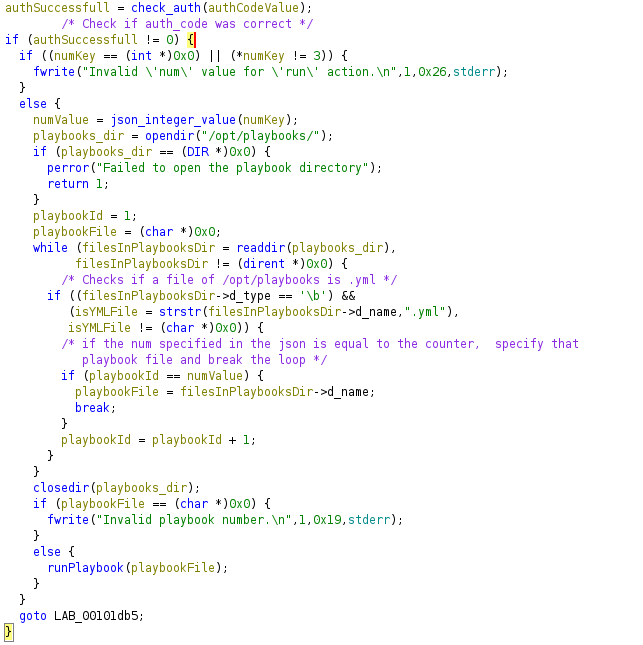 authSuccessfull = check_auth(authCodeValue);
/* Check if auth_code was correct */
if (authSuccessfull != 0) {
if ((numKey == (int *)0x0) || (*numKey != 3)) {
fwrite("Invalid \'num\' value for \'run\' action.\n",1,0x26,stderr);
}
else {
numValue = json_integer_value(numKey);
playbooks_dir = opendir("/opt/playbooks/");
if (playbooks_dir == (DIR *)0x0) {
perror("Failed to open the playbook directory");
return 1;
}
playbookId = 1;
playbookFile = (char *)0x0;
while (filesInPlaybooksDir = readdir(playbooks_dir),
filesInPlaybooksDir != (dirent *)0x0) {
/* Checks if a file of /opt/playbooks is .yml */
if ((filesInPlaybooksDir->d_type == '\b') &&
(isYMLFile = strstr(filesInPlaybooksDir->d_name,".yml"),
isYMLFile != (char *)0x0)) {
/* if the num specified in the json is equal to the counter,  specify that
playbook file and break the loop */
if (playbookId == numValue) {
playbookFile = filesInPlaybooksDir->d_name;
break;
}
playbookId = playbookId + 1;
}
}
closedir(playbooks_dir);
if (playbookFile == (char *)0x0) {
fwrite("Invalid playbook number.\n",1,0x19,stderr);
}
else {
runPlaybook(playbookFile);
}
}
goto LAB_00101db5;
}